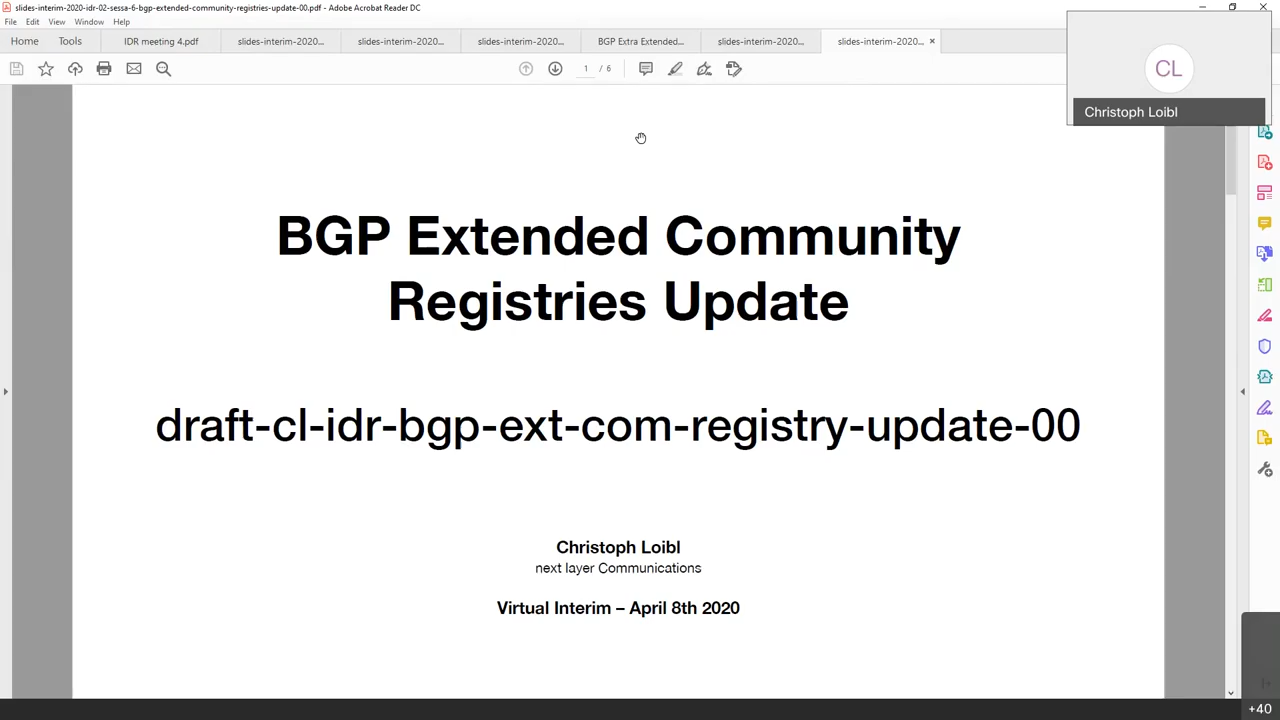 slides-interim-2020-idr-02-sessa-6-bgp-extended-community-registries-update-00.pdf - Adobe Acrobat Reader DC
File Edit View Window Help
Home Tools IDR meeting 4.pdf slides-interim-2020... slides-interim-2020... slides-interim-2020... BGP Extra Extended... slides-interim-2020... slides-interim-2020...
1 / 6
CL
Christoph Loibl
BGP Extended Community
Registries Update
draft-cl-idr-bgp-ext-com-registry-update-00
Christoph Loibl
next layer Communications
Virtual Interim – April 8th 2020
+40